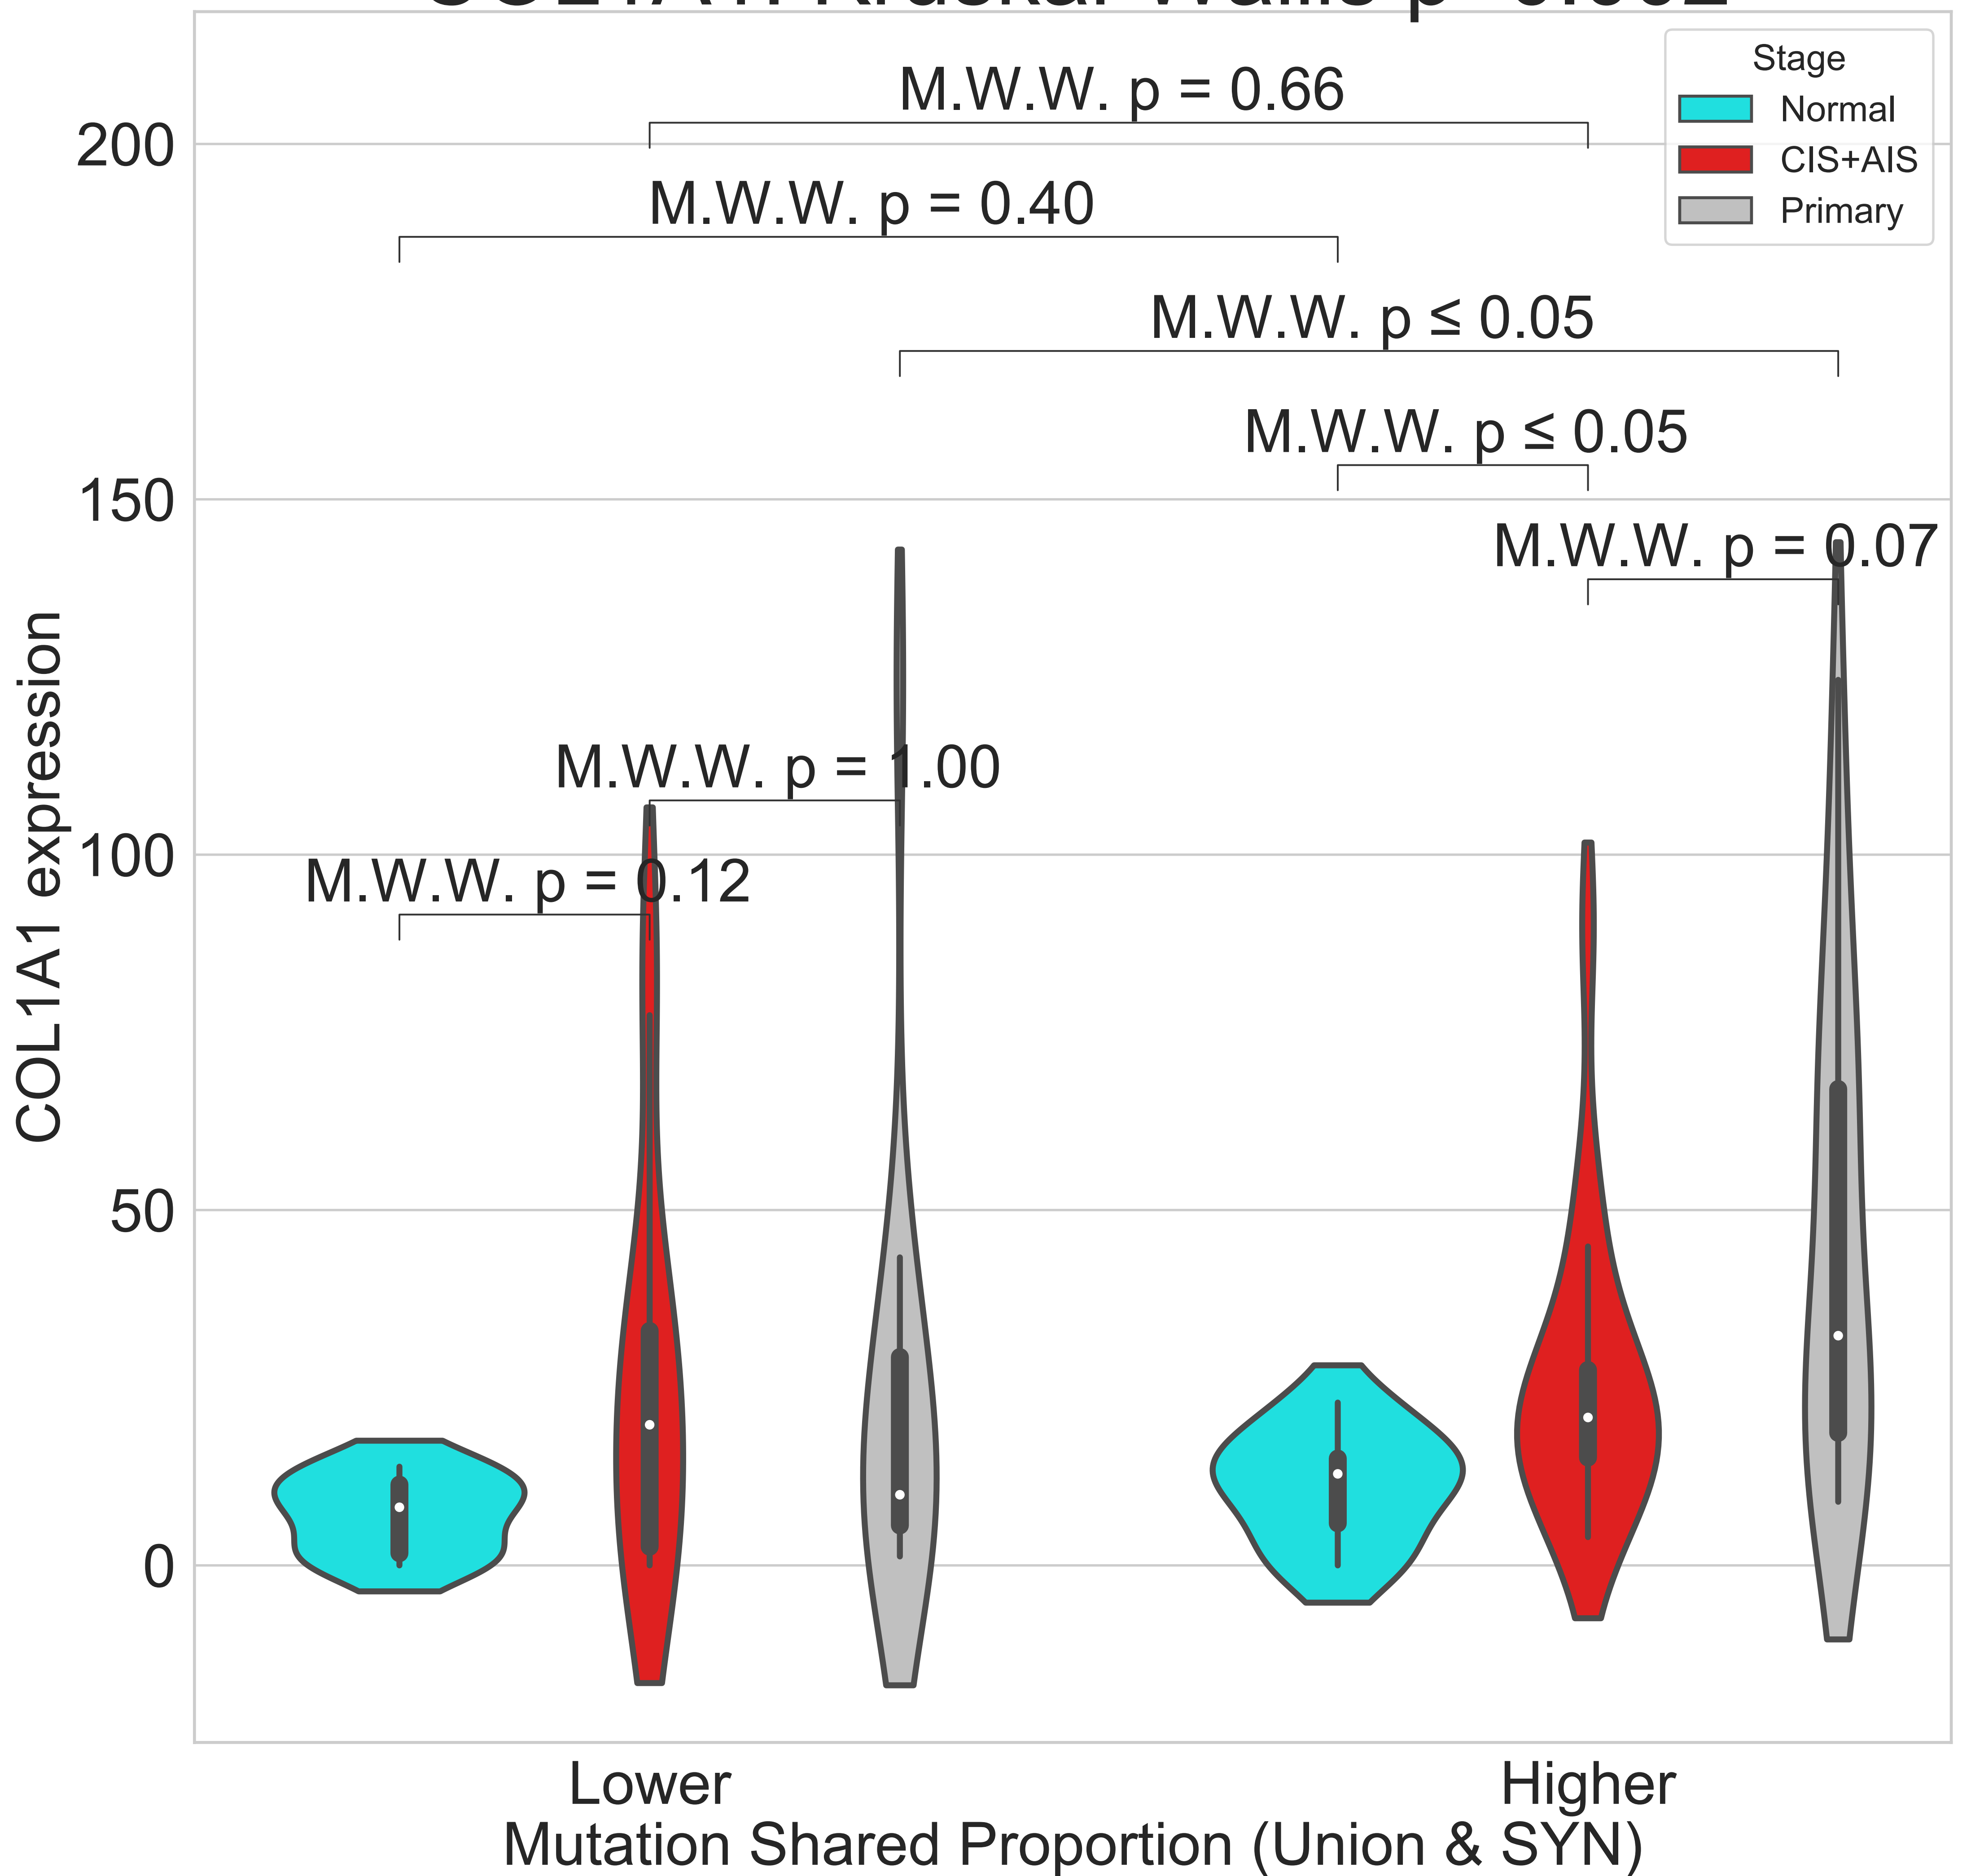 Stage
Normal
CIS+AIS
Primary
M.W.W. p = 0.66
M.W.W. p = 0.40
M.W.W. p ≤ 0.05
M.W.W. p ≤ 0.05
M.W.W. p = 0.07
M.W.W. p = 1.00
M.W.W. p = 0.12
200
150
100
50
0
COL1A1 expression
Lower
Higher
Mutation Shared Proportion (Union & SYN)